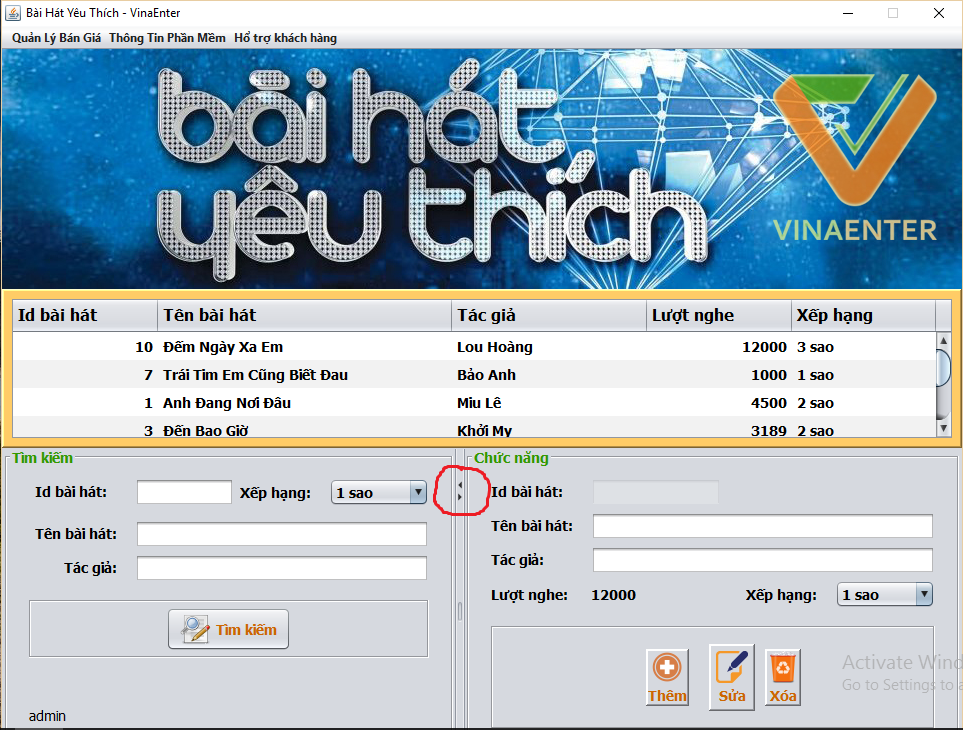 Bài Hát Yêu Thích - VinaEnter
Quản Lý Bán Giá Thông Tin Phần Mềm Hổ trợ khách hàng
bài hát
yêu thích
VINAENTER
Id bài hát Tên bài hát Tác giả Lượt nghe Xếp hạng
10 Đếm Ngày Xa Em Lou Hoàng 12000 3 sao
7 Trái Tim Em Cũng Biết Đau Bảo Anh 1000 1 sao
1 Anh Đang Nơi Đâu Miu Lê 4500 2 sao
3 Đến Bao Giờ Khởi My 3189 2 sao
Tìm kiếm
Id bài hát: Xếp hạng: 1 sao
Tên bài hát:
Tác giả:
Tìm kiếm
admin
Chức năng
Id bài hát:
Tên bài hát:
Tác giả:
Lượt nghe: 12000 Xếp hạng: 1 sao
Thêm Sửa Xóa
Activate Wind
Go to Settings to a